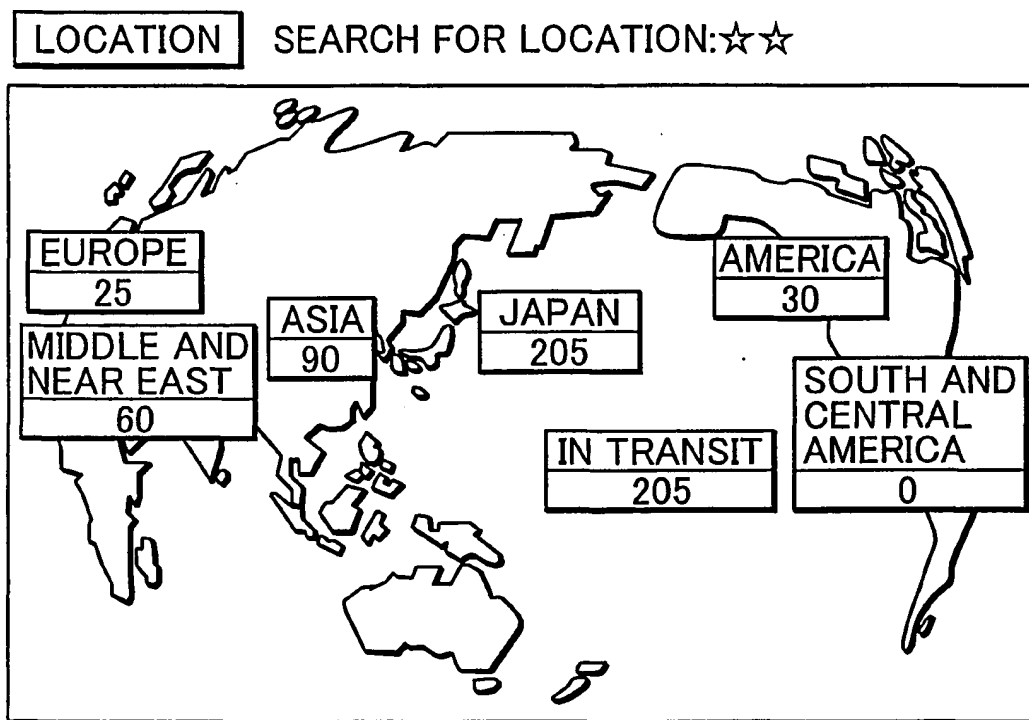 LOCATION SEARCH FOR LOCATION:☆☆
EUROPE
25
MIDDLE AND
NEAR EAST
60
ASIA
90
JAPAN
205
AMERICA
30
IN TRANSIT
205
SOUTH AND
CENTRAL
AMERICA
0